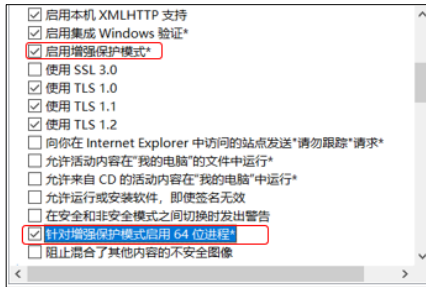 启用本机 XMLHTTP 支持
启用集成 Windows 验证*
启用增强保护模式*
使用 SSL 3.0
使用 TLS 1.0
使用 TLS 1.1
使用 TLS 1.2
向你在 Internet Explorer 中访问的站点发送"请勿跟踪"请求*
允许活动内容在"我的电脑"的文件中运行*
允许来自 CD 的活动内容在"我的电脑"中运行*
允许运行或安装软件，即使签名无效
在安全和非安全模式之间切换时发出警告
针对增强保护模式启用 64 位进程*
阻止混合了其他内容的不安全图像